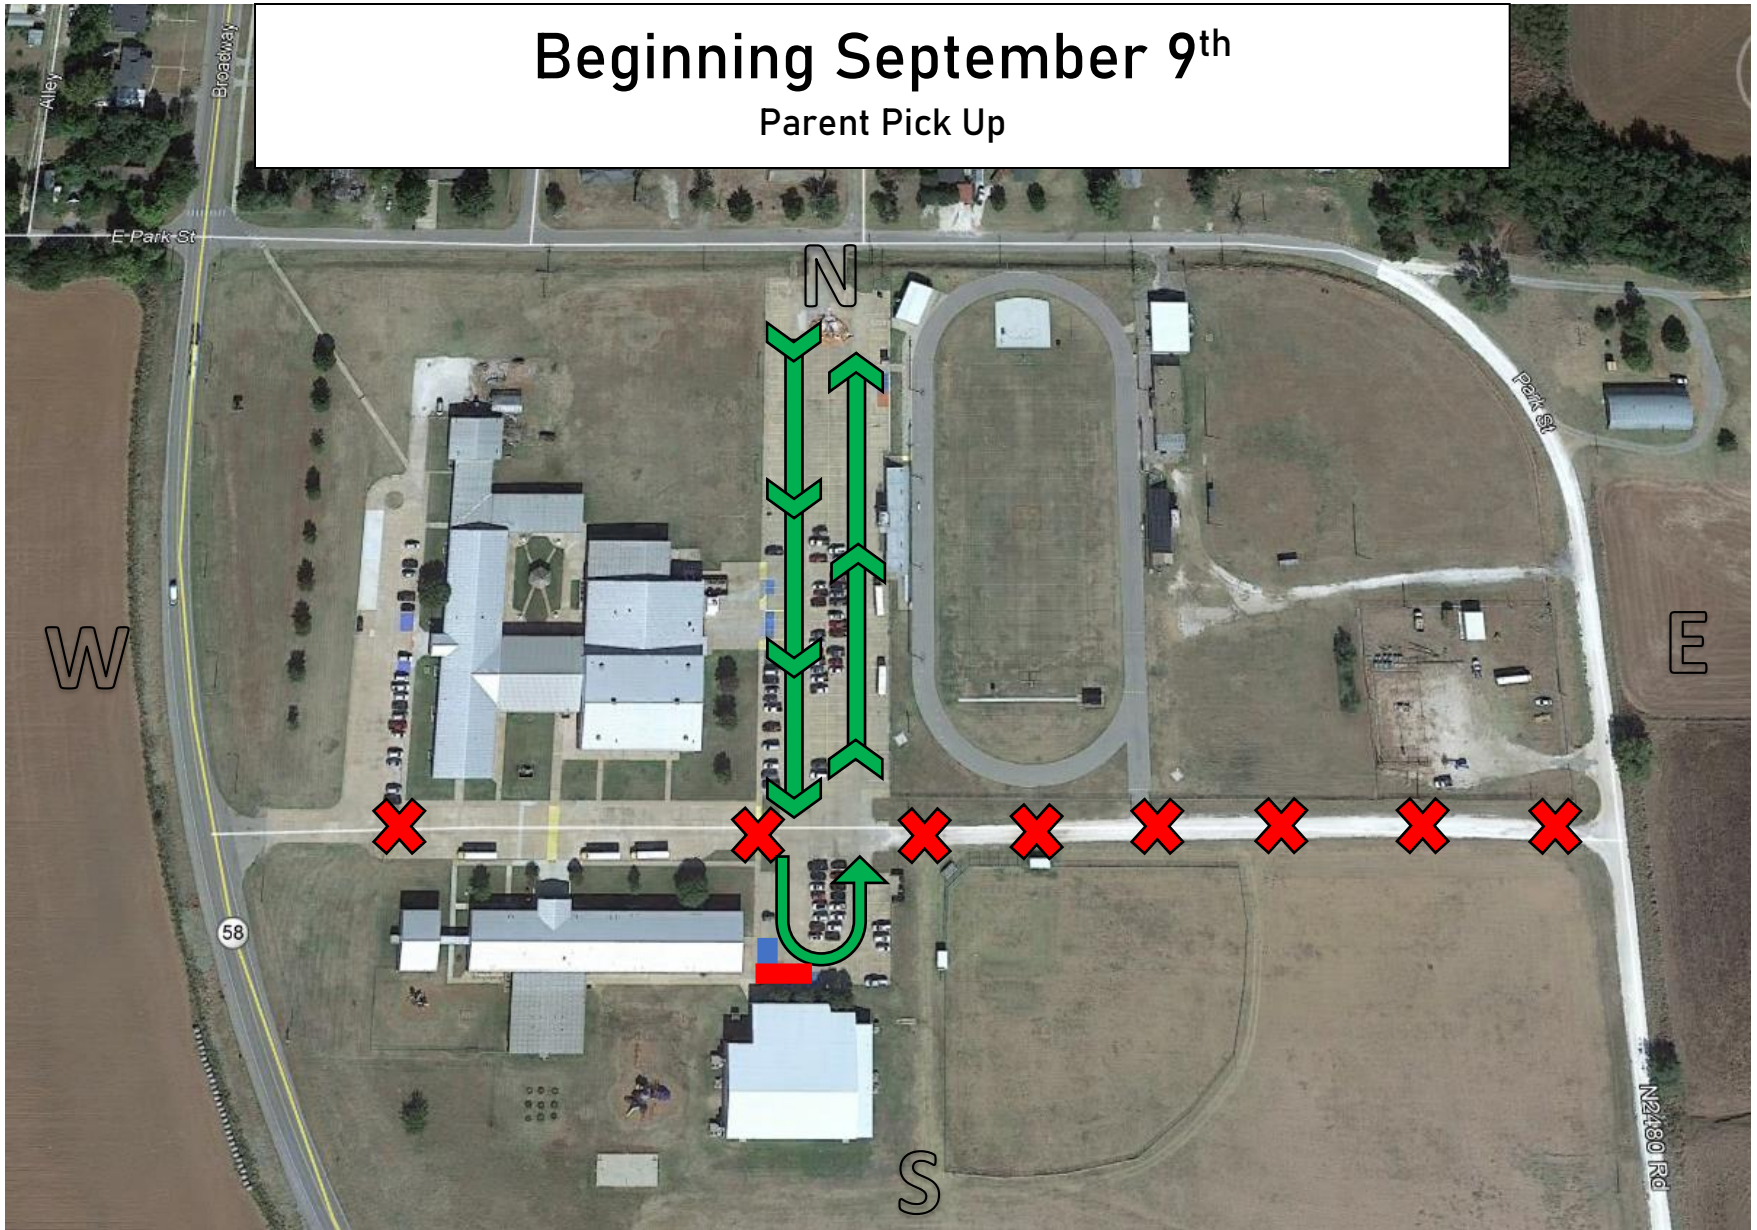 Beginning September 9th
Parent Pick Up
Alley
Broadway
E Park St
N
Park St
W
E
58
N2480 Rd
S